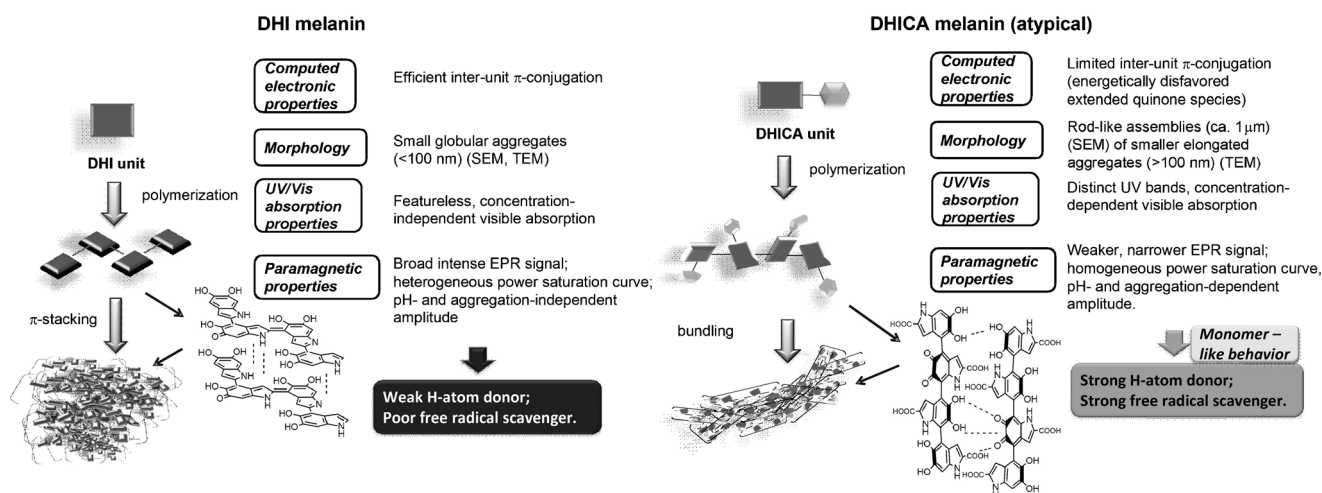 DHI melanin
Computed
electronic
properties
Efficient inter-unit π-conjugation
DHI unit
Morphology
Small globular aggregates
(<100 nm) (SEM, TEM)
polymerization
UV/Vis
absorption
properties
Featureless, concentration-
independent visible absorption
Paramagnetic
properties
Broad intense EPR signal;
heterogeneous power saturation curve;
pH- and aggregation-independent
amplitude
π-stacking
Weak H-atom donor;
Poor free radical scavenger.
DHICA melanin (atypical)
Computed
electronic
properties
Limited inter-unit π-conjugation
(energetically disfavored
extended quinone species)
DHICA unit
Morphology
Rod-like assemblies (ca. 1μm)
(SEM) of smaller elongated
aggregates (>100 nm) (TEM)
polymerization
UV/Vis
absorption
properties
Distinct UV bands, concentration-
dependent visible absorption
Paramagnetic
properties
Weaker, narrower EPR signal;
homogeneous power saturation curve,
pH- and aggregation-dependent
amplitude.
bundling
Monomer –
like behavior
Strong H-atom donor;
Strong free radical scavenger.